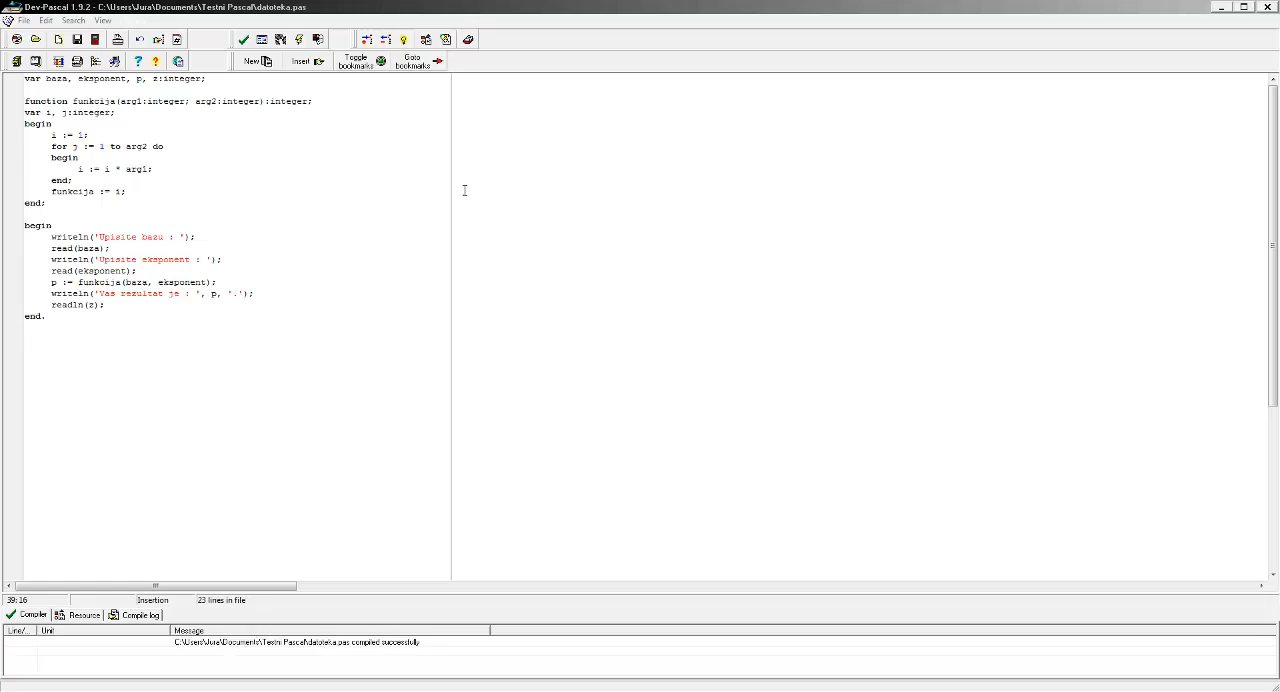 Dev-Pascal 1.9.2 - C:\Users\Jura\Documents\Testni Pascal\datoteka.pas
File Edit Search View
New Insert Toggle bookmarks Goto bookmarks
var baza, eksponent, p, z:integer;
function funkcija(arg1:integer; arg2:integer):integer;
var i, j:integer;
begin
i := 1;
for j := 1 to arg2 do
begin
i := i * arg1;
end;
funkcija := i;
end;
begin
writeln('Upisite bazu : ');
read(baza);
writeln('Upisite eksponent : ');
read(eksponent);
p := funkcija(baza, eksponent);
writeln('Vas rezultat je : ', p, '.');
readln(z);
end.
39:16 Insertion 23 lines in file
Compiler Resource Compile log
Line/... Unit Message
C:\Users\Jura\Documents\Testni Pascal\datoteka.pas compiled successfully